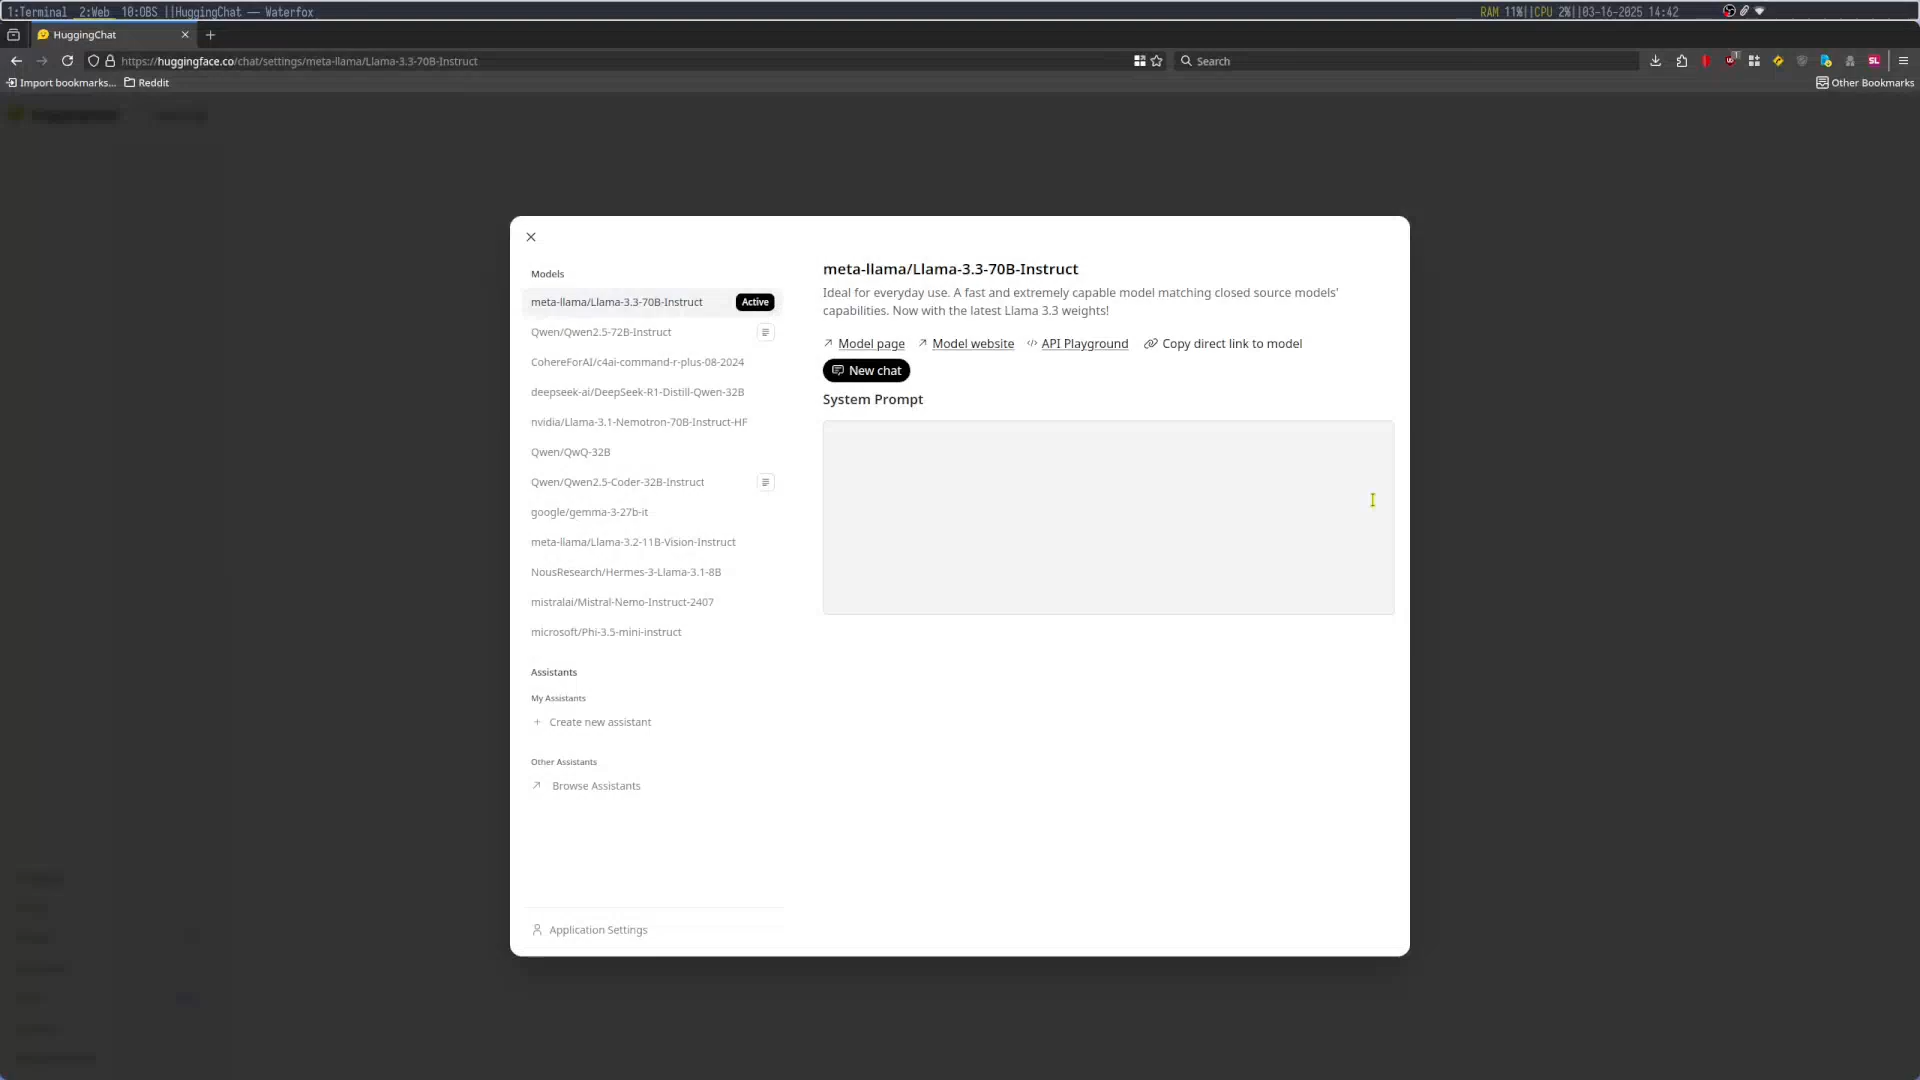 1:Terminal 2:Web 10:OBS ||HuggingChat — Waterfox
RAM 11%||CPU 2%||03-16-2025 14:42
HuggingChat
https://huggingface.co/chat/settings/meta-llama/Llama-3.3-70B-Instruct
Search
Import bookmarks...
Reddit
Other Bookmarks
Models
meta-llama/Llama-3.3-70B-Instruct
Active
Qwen/Qwen2.5-72B-Instruct
CohereForAI/c4ai-command-r-plus-08-2024
deepseek-ai/DeepSeek-R1-Distill-Qwen-32B
nvidia/Llama-3.1-Nemotron-70B-Instruct-HF
Qwen/QwQ-32B
Qwen/Qwen2.5-Coder-32B-Instruct
google/gemma-3-27b-it
meta-llama/Llama-3.2-11B-Vision-Instruct
NousResearch/Hermes-3-Llama-3.1-8B
mistralai/Mistral-Nemo-Instruct-2407
microsoft/Phi-3.5-mini-instruct
Assistants
My Assistants
Create new assistant
Other Assistants
Browse Assistants
Application Settings
meta-llama/Llama-3.3-70B-Instruct
Ideal for everyday use. A fast and extremely capable model matching closed source models'
capabilities. Now with the latest Llama 3.3 weights!
Model page
Model website
API Playground
Copy direct link to model
New chat
System Prompt